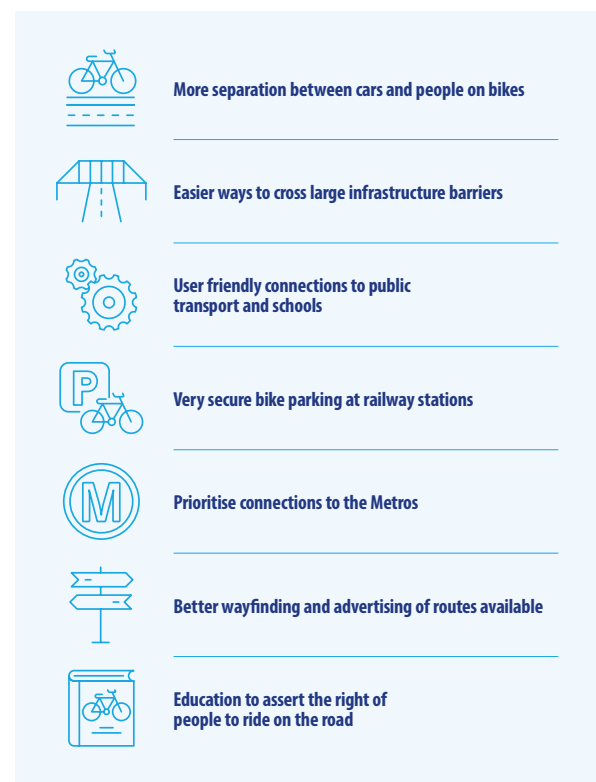 More separation between cars and people on bikes
Easier ways to cross large infrastructure barriers
User friendly connections to public
transport and schools
P
Very secure bike parking at railway stations
M
Prioritise connections to the Metros
Better wayfinding and advertising of routes available
Education to assert the right of
people to ride on the road